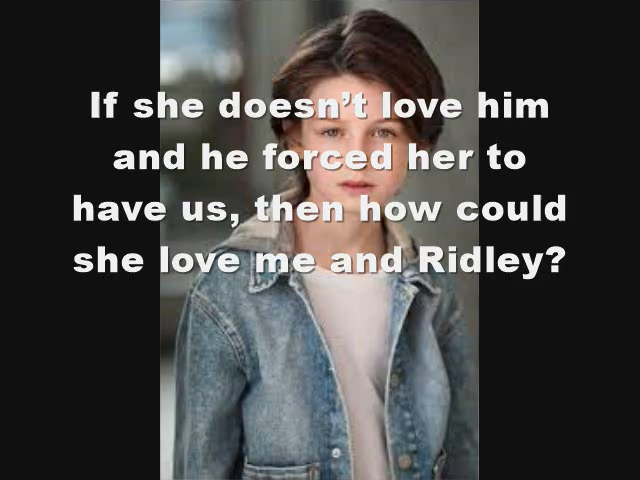 If she doesn’t love him
and he forced her to
have us, then how could
she love me and Ridley?